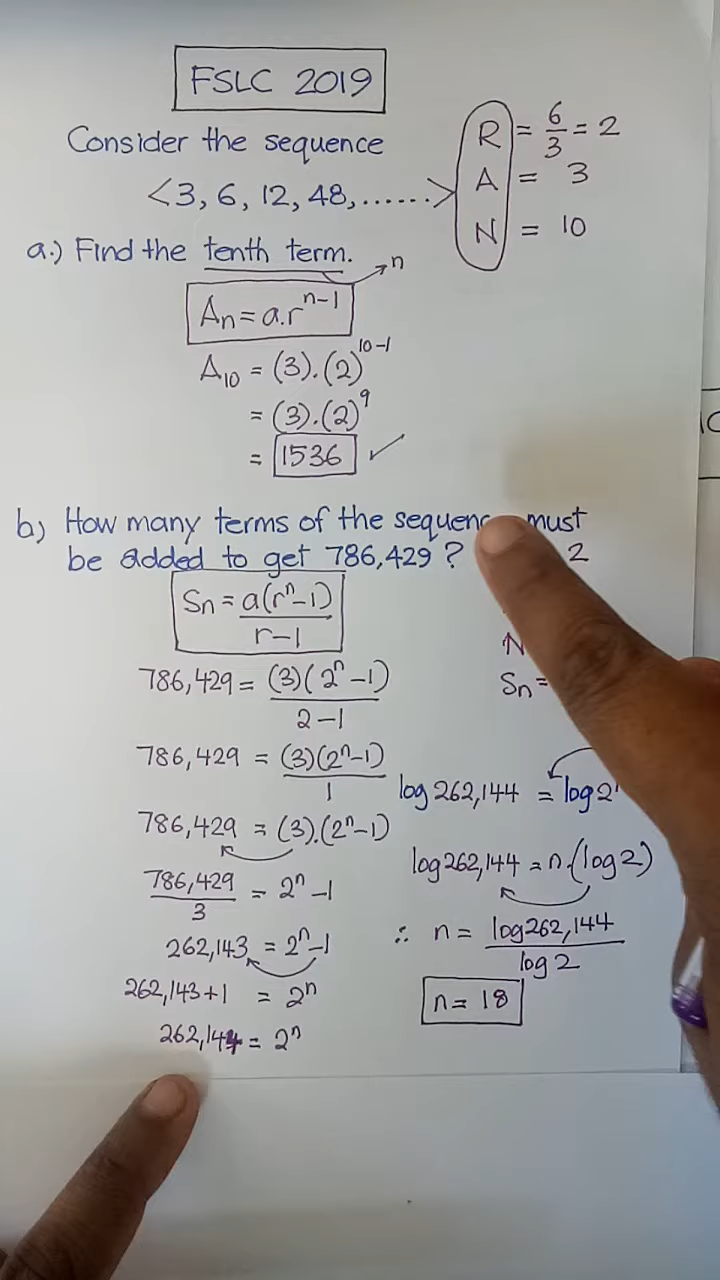 FSLC 2019
Consider the sequence
<3, 6, 12, 48,......>
R = 6/3 = 2
A = 3
N = 10
a.) Find the tenth term.
n
An = a.r^n-1
A10 = (3).(2)^10-1
= (3).(2)^9
= 1536 ✓
b) How many terms of the sequenc must
be added to get 786,429 ?
Sn = a(r^n-1)/r-1
786,429 = (3)(2^n-1)/2-1
786,429 = (3)(2^n-1)/1
786,429 = (3).(2^n-1)
786,429/3 = 2^n-1
262,143 = 2^n-1
262,143+1 = 2^n
262,144 = 2^n
2
N
Sn=
log 262,144 = log 2
log 262,144 = n.(log 2)
∴ n = log 262,144/log 2
n = 18